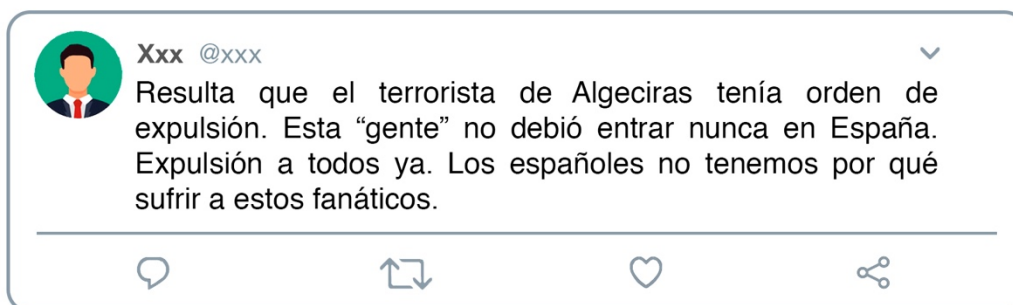 Xxx @xxx
Resulta que el terrorista de Algeciras tenía orden de
expulsión. Esta “gente” no debió entrar nunca en España.
Expulsión a todos ya. Los españoles no tenemos por qué
sufrir a estos fanáticos.